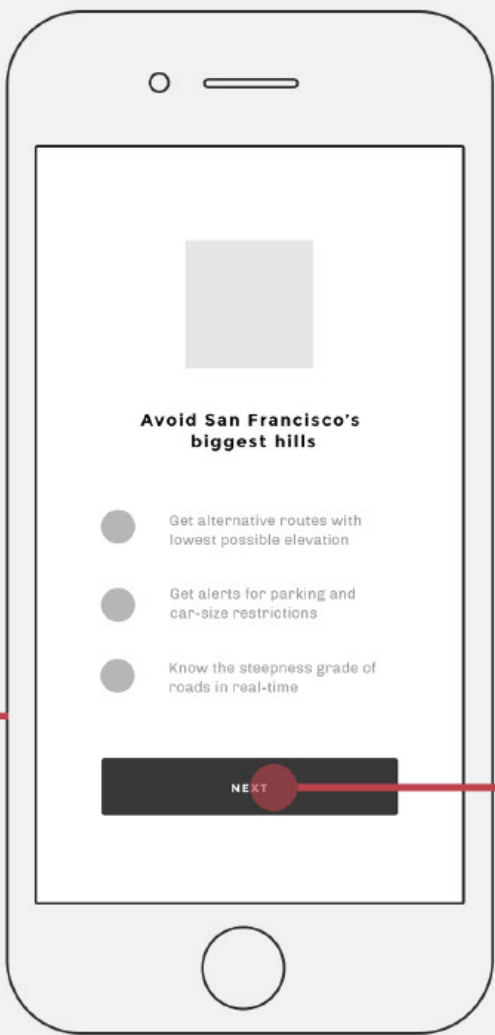 Avoid San Francisco's
biggest hills
Get alternative routes with
lowest possible elevation
Get alerts for parking and
car-size restrictions
Know the steepness grade of
roads in real-time
NEXT